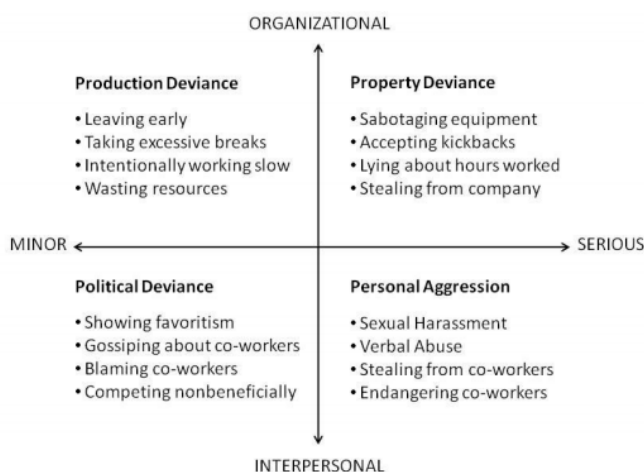 ORGANIZATIONAL
Production Deviance
• Leaving early
• Taking excessive breaks
• Intentionally working slow
• Wasting resources
Property Deviance
• Sabotaging equipment
• Accepting kickbacks
• Lying about hours worked
• Stealing from company
MINOR
SERIOUS
Political Deviance
• Showing favoritism
• Gossiping about co-workers
• Blaming co-workers
• Competing nonbeneficially
Personal Aggression
• Sexual Harassment
• Verbal Abuse
• Stealing from co-workers
• Endangering co-workers
INTERPERSONAL